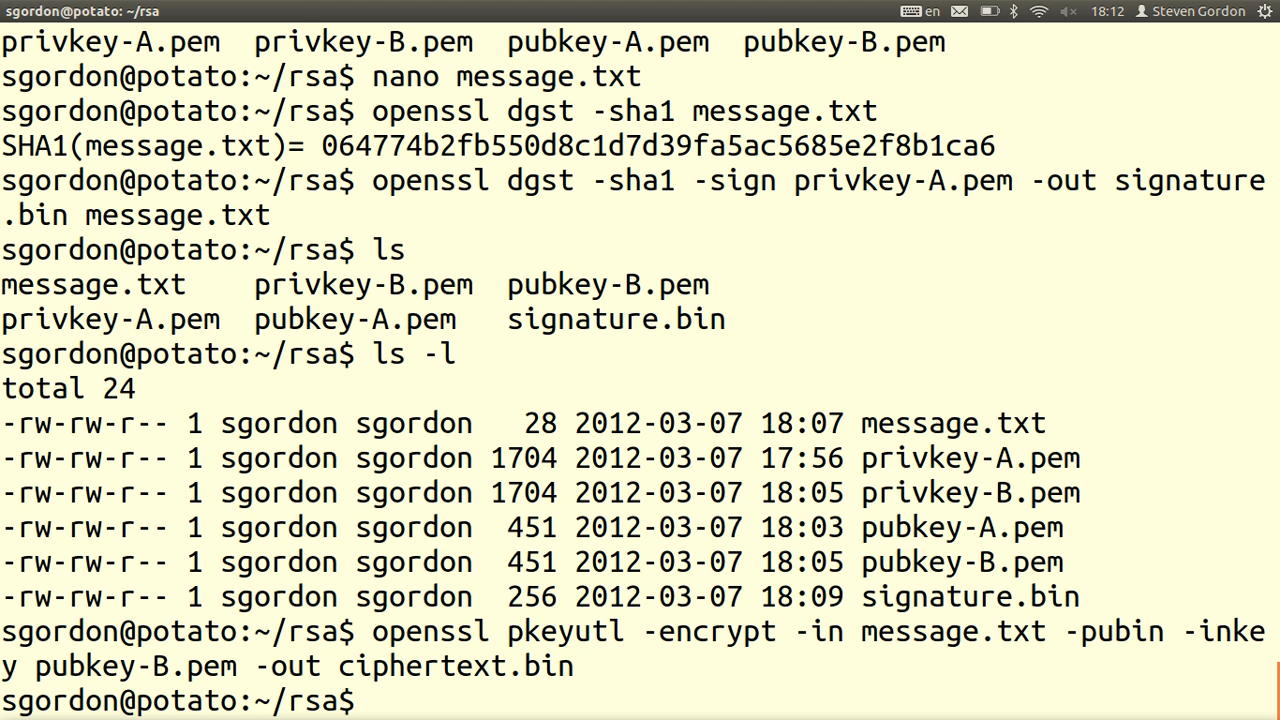 sgordon@potato: ~/rsa en 18:12 Steven Gordon
privkey-A.pem  privkey-B.pem  pubkey-A.pem  pubkey-B.pem
sgordon@potato:~/rsa$ nano message.txt
sgordon@potato:~/rsa$ openssl dgst -sha1 message.txt
SHA1(message.txt)= 064774b2fb550d8c1d7d39fa5ac5685e2f8b1ca6
sgordon@potato:~/rsa$ openssl dgst -sha1 -sign privkey-A.pem -out signature
.bin message.txt
sgordon@potato:~/rsa$ ls
message.txt    privkey-B.pem  pubkey-B.pem
privkey-A.pem  pubkey-A.pem   signature.bin
sgordon@potato:~/rsa$ ls -l
total 24
-rw-rw-r-- 1 sgordon sgordon   28 2012-03-07 18:07 message.txt
-rw-rw-r-- 1 sgordon sgordon 1704 2012-03-07 17:56 privkey-A.pem
-rw-rw-r-- 1 sgordon sgordon 1704 2012-03-07 18:05 privkey-B.pem
-rw-rw-r-- 1 sgordon sgordon  451 2012-03-07 18:03 pubkey-A.pem
-rw-rw-r-- 1 sgordon sgordon  451 2012-03-07 18:05 pubkey-B.pem
-rw-rw-r-- 1 sgordon sgordon  256 2012-03-07 18:09 signature.bin
sgordon@potato:~/rsa$ openssl pkeyutl -encrypt -in message.txt -pubin -inke
y pubkey-B.pem -out ciphertext.bin
sgordon@potato:~/rsa$